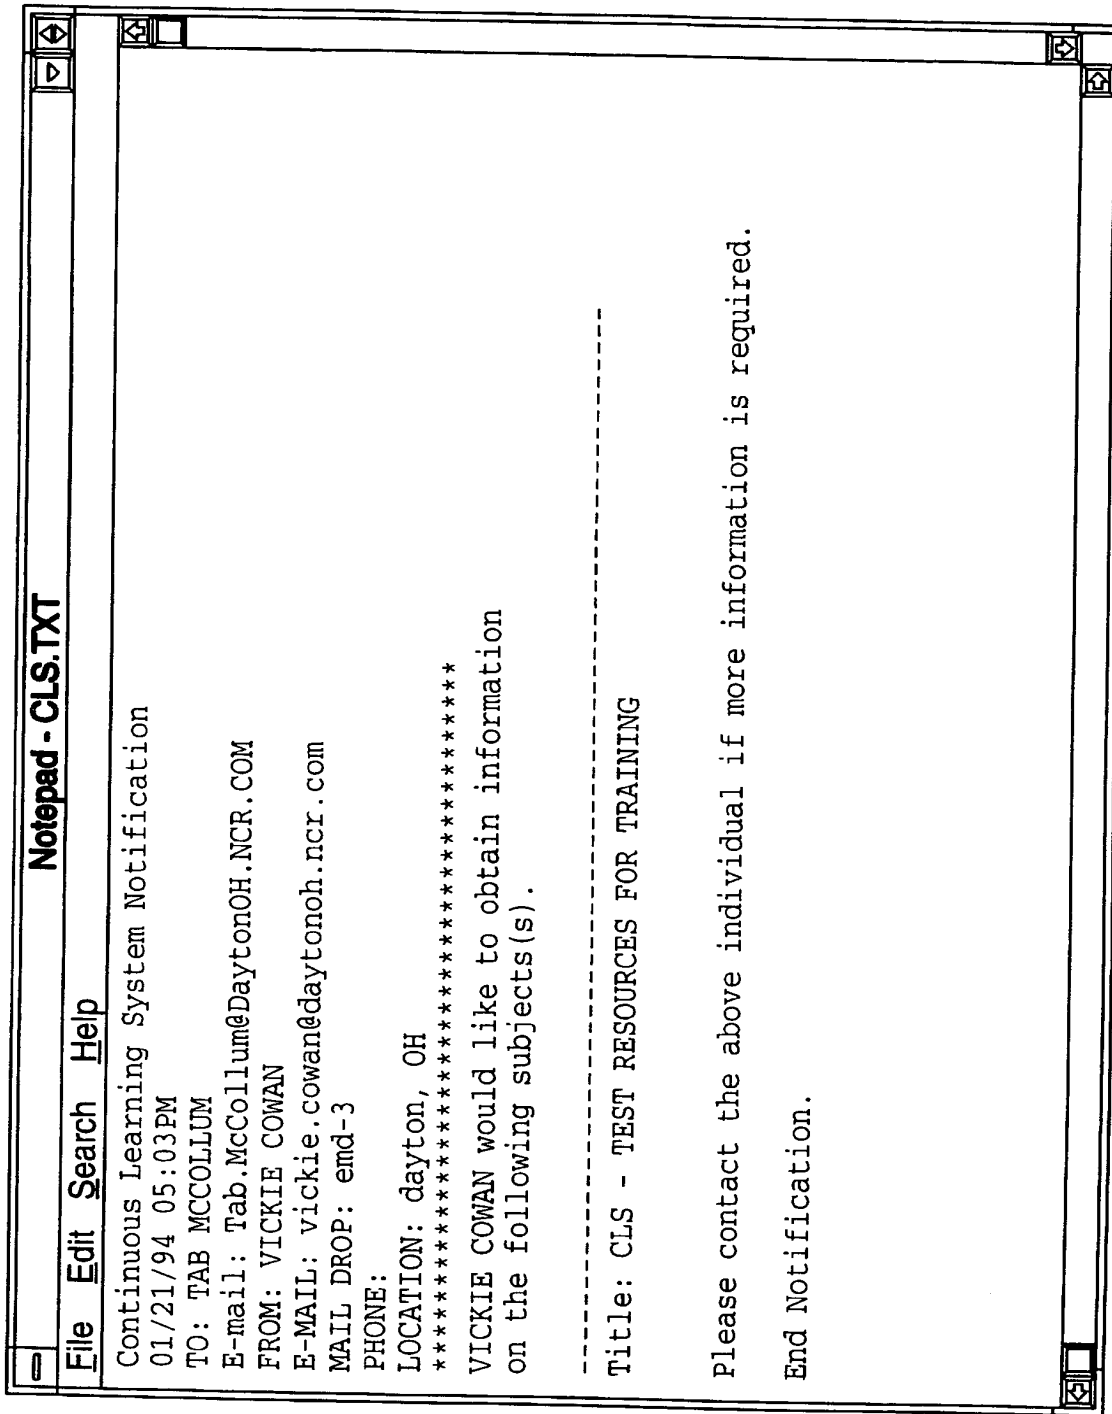 Notepad - CLS.TXT
File Edit Search Help
Continuous Learning System Notification
01/21/94 05:03PM
TO: TAB MCCOLLUM
E-mail: Tab.McCollum@DaytonOH.NCR.COM
FROM: VICKIE COWAN
E-MAIL: vickie.cowan@daytonoh.ncr.com
MAIL DROP: emd-3
PHONE:
LOCATION: dayton, OH
*******************************************
VICKIE COWAN would like to obtain information
on the following subjects(s).
-----------------------------------------------------------------
Title: CLS - TEST RESOURCES FOR TRAINING
Please contact the above individual if more information is required.
End Notification.